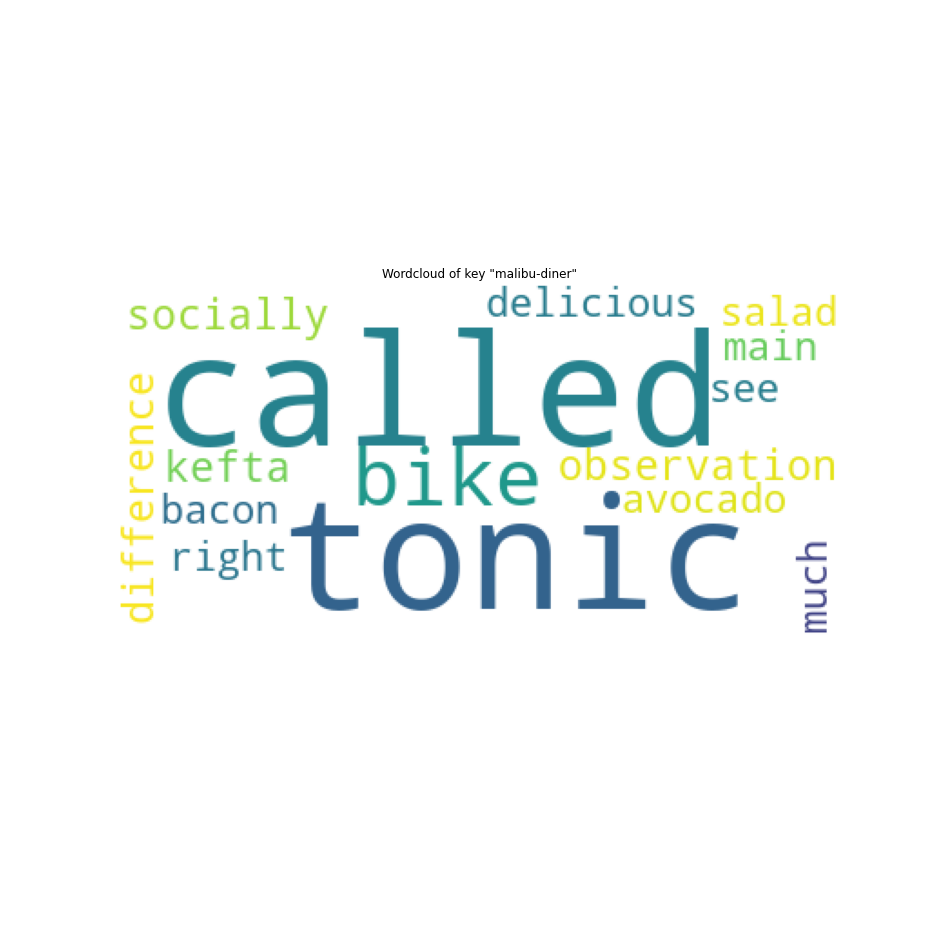 Wordcloud of key "malibu-diner"
socially
delicious
salad
called
main
see
difference
kefta
bike
observation
bacon
avocado
right
tonic
much